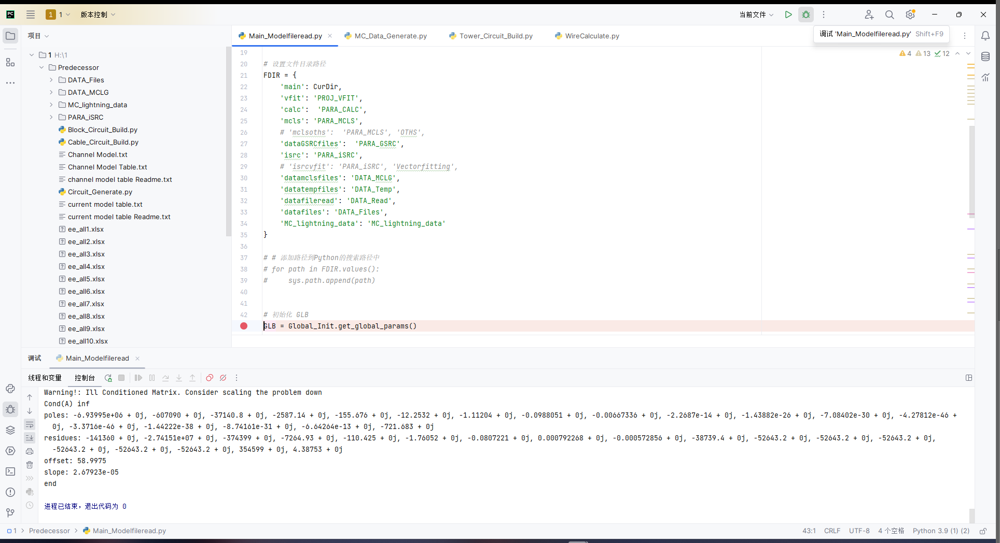 PC
1 1
版本控制
当前文件
项目
Main_Modelfileread.py
MC_Data_Generate.py
Tower_Circuit_Build.py
WireCalculate.py
调试 'Main_Modelfileread.py' Shift+F9
4 13 12
1 H:\1
Predecessor
DATA_Files
DATA_MCLG
MC_lightning_data
PARA_iSRC
Block_Circuit_Build.py
Cable_Circuit_Build.py
Channel Model.txt
Channel Model Table.txt
channel model table Readme.txt
Circuit_Generate.py
current model table.txt
current model table Readme.txt
ee_all1.xlsx
ee_all2.xlsx
ee_all3.xlsx
ee_all4.xlsx
ee_all5.xlsx
ee_all6.xlsx
ee_all7.xlsx
ee_all8.xlsx
ee_all9.xlsx
ee_all10.xlsx
19
20 # 设置文件目录路径
21 FDIR = {
22 'main': CurDir,
23 'vfit': 'PROJ_VFIT',
24 'calc':  'PARA_CALC',
25 'mcls': 'PARA_MCLS',
26 # 'mclsoths':  'PARA_MCLS', 'OTHS',
27 'dataGSRCfiles':  'PARA_GSRC',
28 'isrc': 'PARA_iSRC',
29 # 'isrcvfit': 'PARA_iSRC', 'Vectorfitting',
30 'datamclsfiles': 'DATA_MCLG',
31 'datatempfiles': 'DATA_Temp',
32 'datafileread': 'DATA_Read',
33 'datafiles': 'DATA_Files',
34 'MC_lightning_data': 'MC_lightning_data'
35 }
36
37 # # 添加路径到Python的搜索路径中
38 # for path in FDIR.values():
39 #     sys.path.append(path)
40
41
42 # 初始化 GLB
GLB = Global_Init.get_global_params()
调试
Main_Modelfileread
线程和变量
控制台
Warning!: Ill Conditioned Matrix. Consider scaling the problem down
Cond(A) inf
poles: -6.93995e+06 + 0j, -607090 + 0j, -37140.8 + 0j, -2587.14 + 0j, -155.676 + 0j, -12.2532 + 0j, -1.11204 + 0j, -0.0988051 + 0j, -0.00667336 + 0j, -2.2687e-14 + 0j, -1.43882e-26 + 0j, -7.08402e-30 + 0j, -4.27812e-46 +
0j, -3.3716e-46 + 0j, -1.44222e-38 + 0j, -8.74161e-31 + 0j, -6.64264e-13 + 0j, -721.683 + 0j
residues: -141360 + 0j, -2.74151e+07 + 0j, -374399 + 0j, -7264.93 + 0j, -110.425 + 0j, -1.76052 + 0j, -0.0807221 + 0j, 0.000792268 + 0j, -0.000572856 + 0j, -38739.4 + 0j, -52643.2 + 0j, -52643.2 + 0j, -52643.2 + 0j,
-52643.2 + 0j, -52643.2 + 0j, -52643.2 + 0j, 354599 + 0j, 4.38753 + 0j
offset: 58.9975
slope: 2.67923e-05
end
进程已结束，退出代码为 0
1 Predecessor Main_Modelfileread.py
43:1 CRLF UTF-8 4 个空格 Python 3.9 (1) (2)